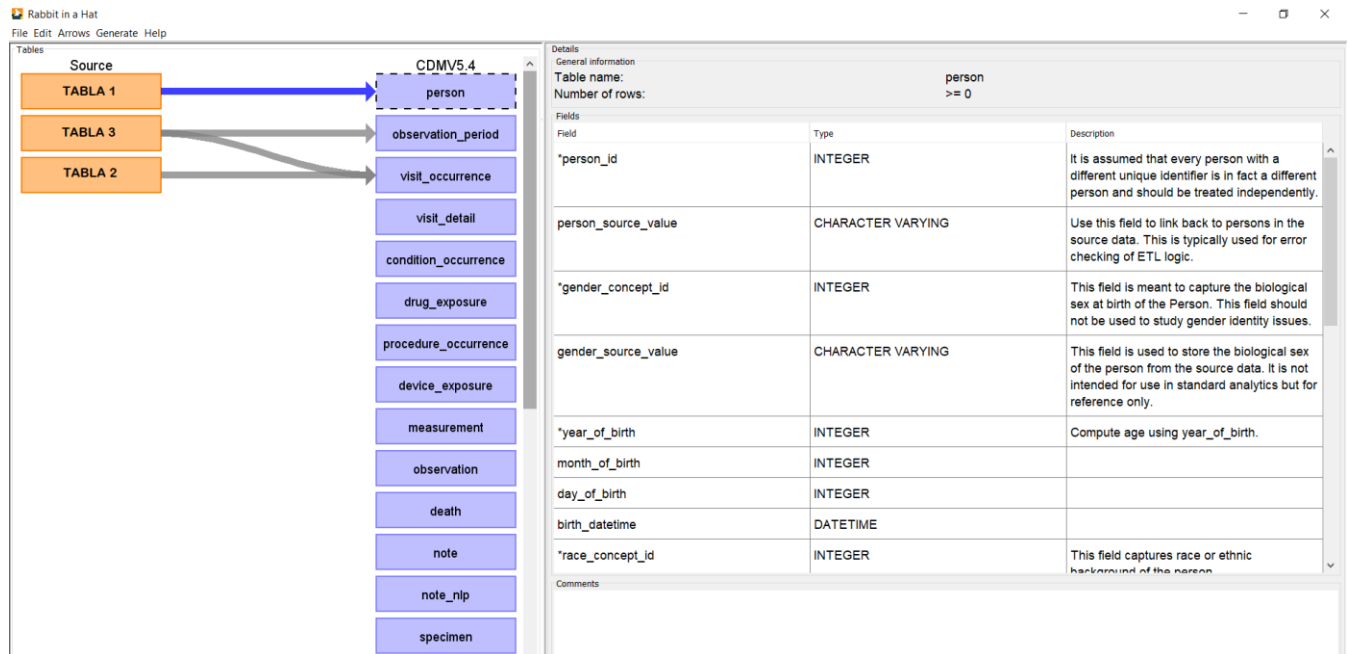 Rabbit in a Hat
File Edit Arrows Generate Help
Tables
Source
CDMV5.4
TABLA 1
TABLA 3
TABLA 2
person
observation_period
visit_occurrence
visit_detail
condition_occurrence
drug_exposure
procedure_occurrence
device_exposure
measurement
observation
death
note
note_nlp
specimen
Details
General information
Table name: person
Number of rows: >= 0
Fields
Field Type Description
*person_id INTEGER It is assumed that every person with a
different unique identifier is in fact a different
person and should be treated independently.
person_source_value CHARACTER VARYING Use this field to link back to persons in the
source data. This is typically used for error
checking of ETL logic.
*gender_concept_id INTEGER This field is meant to capture the biological
sex at birth of the Person. This field should
not be used to study gender identity issues.
gender_source_value CHARACTER VARYING This field is used to store the biological sex
of the person from the source data. It is not
intended for use in standard analytics but for
reference only.
*year_of_birth INTEGER Compute age using year_of_birth.
month_of_birth INTEGER
day_of_birth INTEGER
birth_datetime DATETIME
*race_concept_id INTEGER This field captures race or ethnic
background of the person
Comments